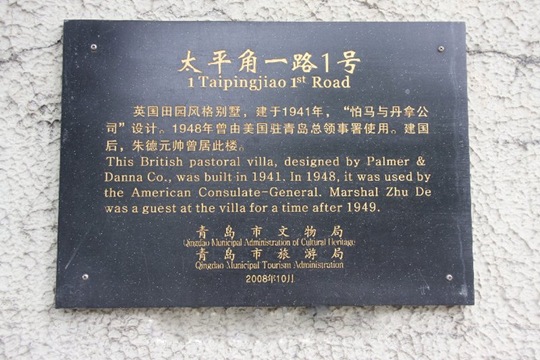 太平角一路1号
1 Taipingjiao 1st Road
英国田园风格别墅，建于1941年，“怕马与丹拿公
司”设计。1948年曾由美国驻青岛总领事署使用。建国
后，朱德元帅曾居此楼。
This British pastoral villa, designed by Palmer &
Danna Co., was built in 1941. In 1948, it was used by
the American Consulate-General. Marshal Zhu De
was a guest at the villa for a time after 1949.
青岛市文物局
Qingdao Municipal Administration of Cultural Heritage
青岛市旅游局
Qingdao Municipal Tourism Administration
2008年10月